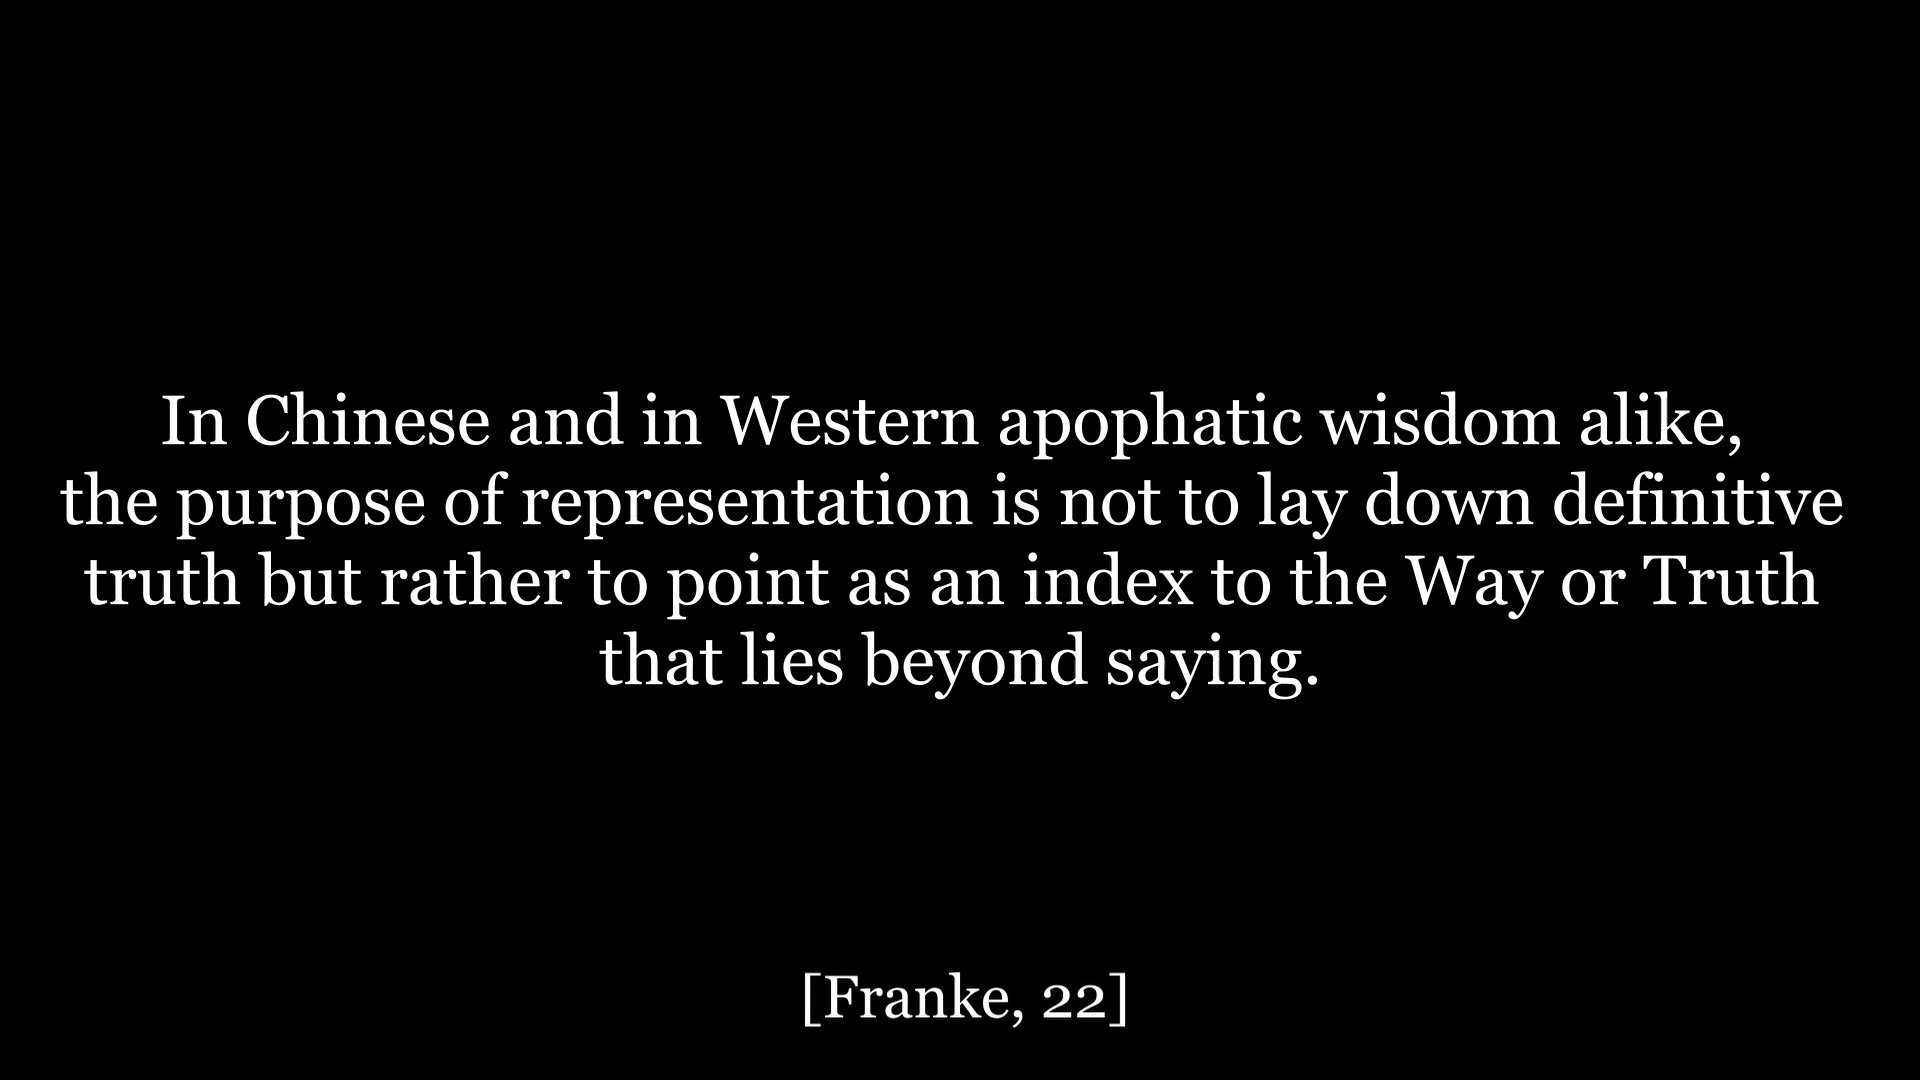 In Chinese and in Western apophatic wisdom alike,
the purpose of representation is not to lay down definitive
truth but rather to point as an index to the Way or Truth
that lies beyond saying.
[Franke, 22]